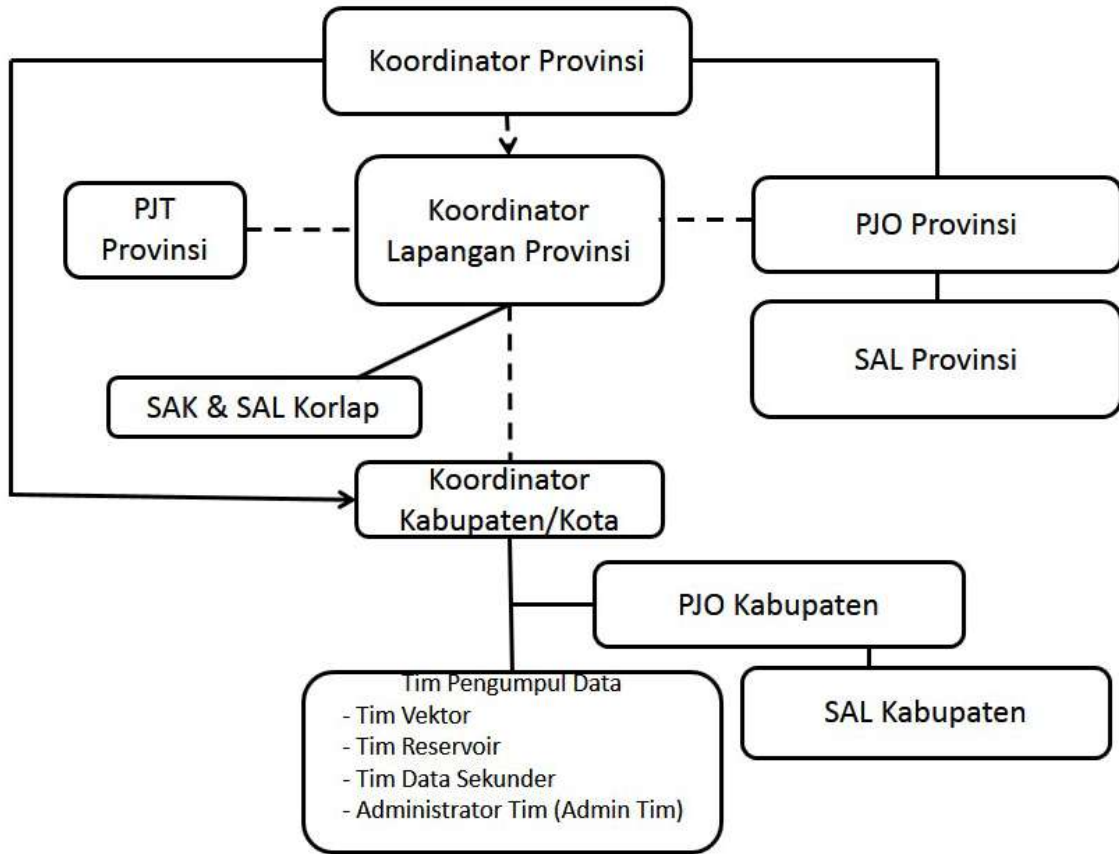 Koordinator Provinsi
PJT
Provinsi
Koordinator
Lapangan Provinsi
PJO Provinsi
SAL Provinsi
SAK & SAL Korlap
Koordinator
Kabupaten/Kota
PJO Kabupaten
SAL Kabupaten
Tim Pengumpul Data
- Tim Vektor
- Tim Reservoir
- Tim Data Sekunder
- Administrator Tim (Admin Tim)